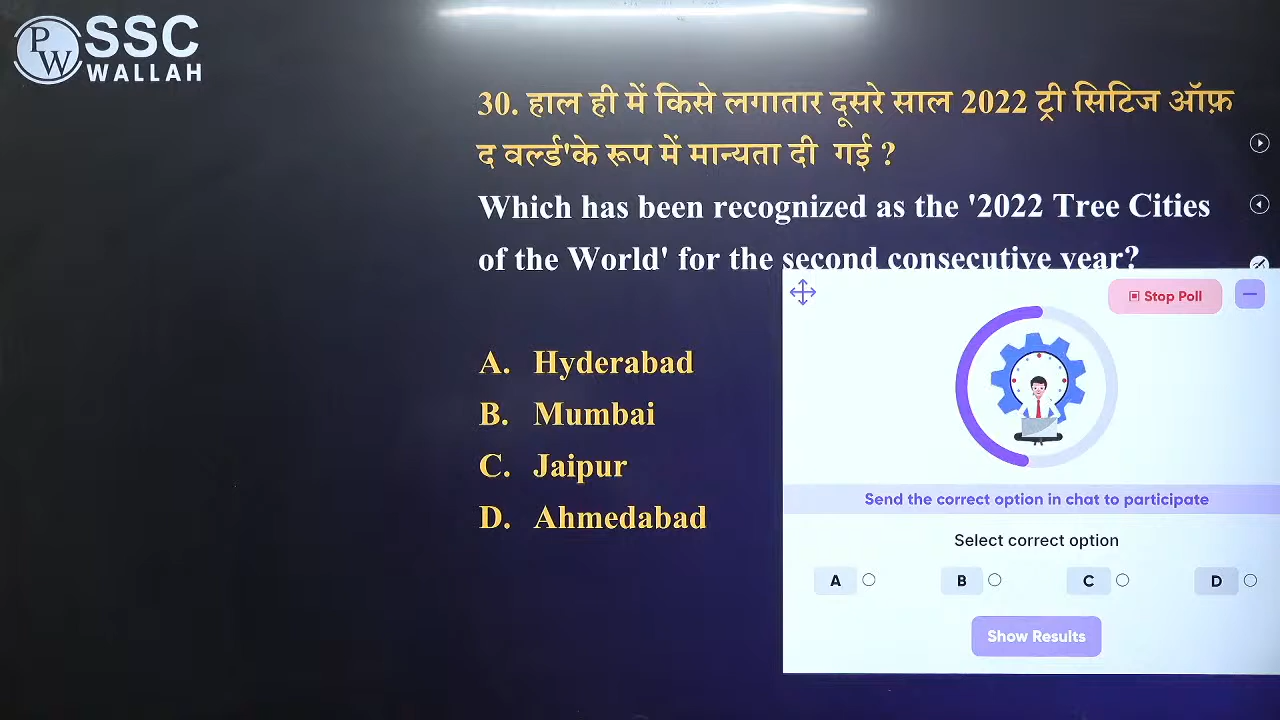 PW SSC
WALLAH
30. हाल ही में किसे लगातार दूसरे साल 2022 ट्री सिटिज ऑफ़
द वर्ल्ड'के रूप में मान्यता दी गई ?
Which has been recognized as the '2022 Tree Cities
of the World' for the second consecutive year?
A. Hyderabad
B. Mumbai
C. Jaipur
D. Ahmedabad
Stop Poll
Send the correct option in chat to participate
Select correct option
A B C D
Show Results